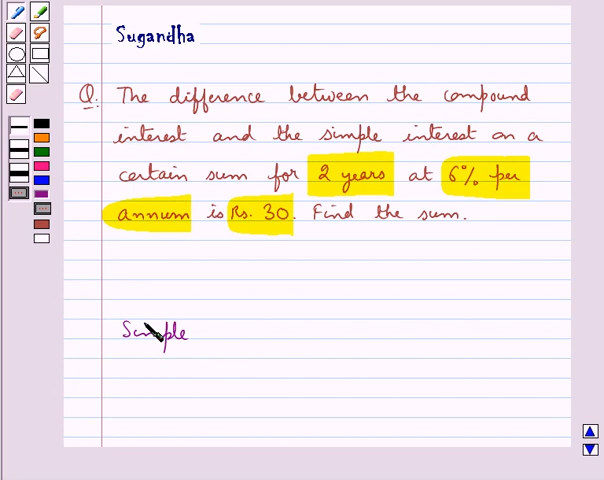 Sugandha
Q. The difference between the compound
interest and the simple interest on a
certain sum for 2 years at 6% per
annum is Rs. 30. Find the sum.
Simple